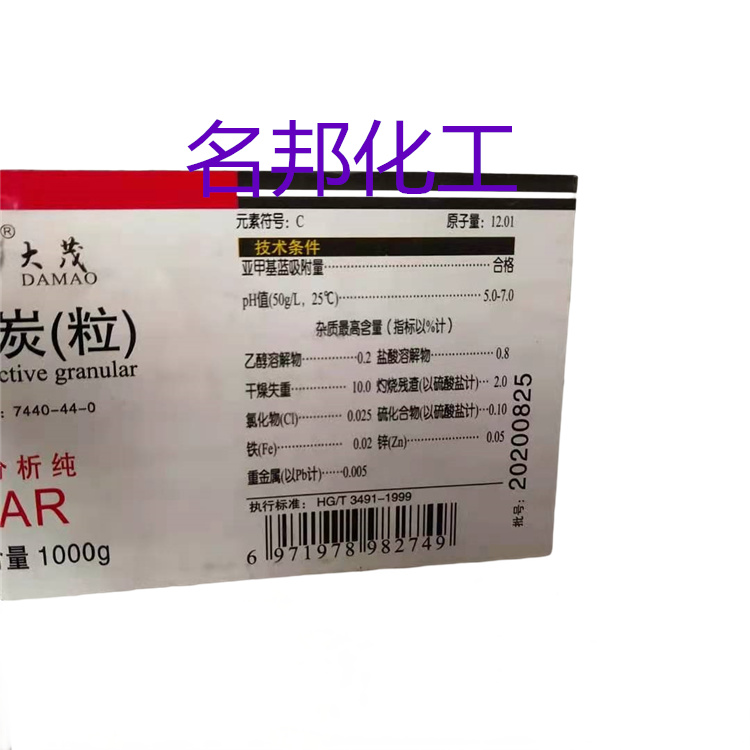 名邦化工
® 大茂
DAMAO
炭(粒)
ctive granular
: 7440-44-0
分析纯
AR
含量 1000g
元素符号: C 原子量: 12.01
技术条件
亚甲基蓝吸附量 合格
pH值(50g/L, 25℃) 5.0-7.0
杂质最高含量(指标以%计)
乙醇溶解物 0.2 盐酸溶解物 0.8
干燥失重 10.0 灼烧残渣(以硫酸盐计) 2.0
氯化物(Cl) 0.025 硫化合物(以硫酸盐计) 0.10
铁(Fe) 0.02 锌(Zn) 0.05
重金属(以Pb计) 0.005
执行标准: HG/T 3491-1999
6 971978 982749
批号: 20200825